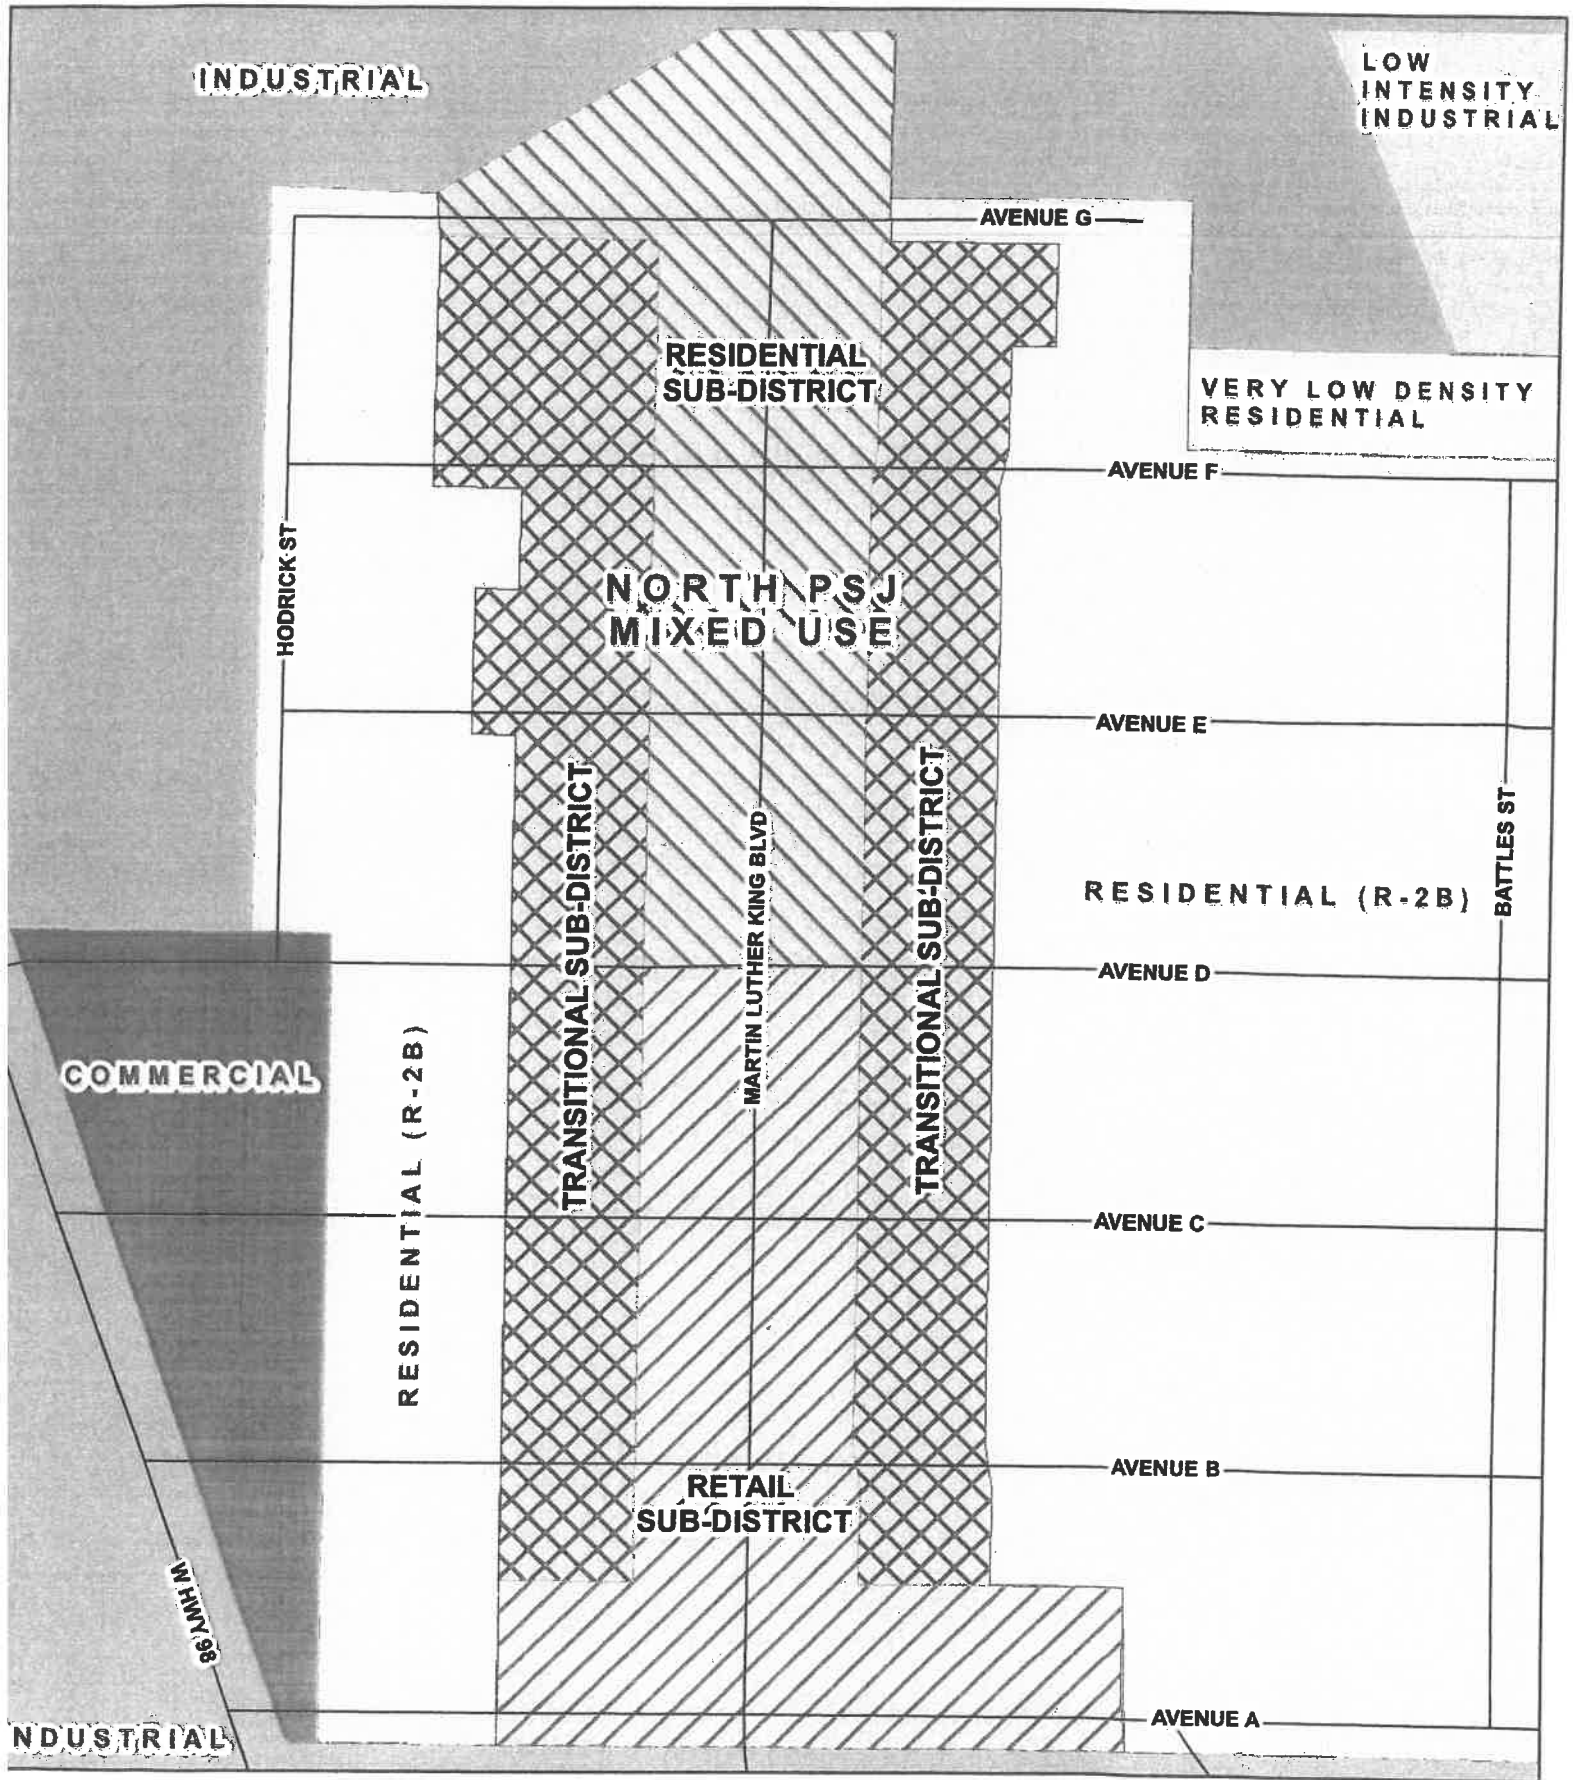 INDUSTRIAL
LOW
INTENSITY
INDUSTRIAL
AVENUE G
RESIDENTIAL
SUB-DISTRICT
VERY LOW DENSITY
RESIDENTIAL
AVENUE F
HODRICK ST
NORTH PSJ
MIXED USE
AVENUE E
TRANSITIONAL SUB-DISTRICT
MARTIN LUTHER KING BLVD
TRANSITIONAL SUB-DISTRICT
RESIDENTIAL (R-2B)
BATTLES ST
AVENUE D
COMMERCIAL
RESIDENTIAL (R-2B)
AVENUE C
AVENUE B
RETAIL
SUB-DISTRICT
W HWY 98
AVENUE A
NDUSTRIAL